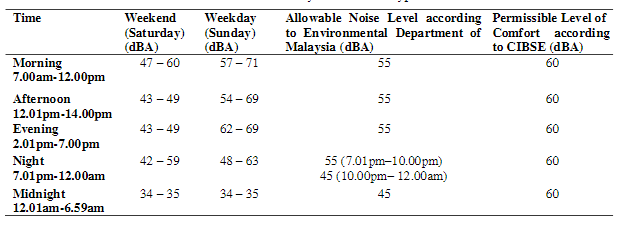 Time Weekend Weekday Allowable Noise Level according Permissible Level of
(Saturday) (Sunday) to Environmental Department of Comfort according
(dBA) (dBA) Malaysia (dBA) to CIBSE (dBA)
Morning 47 – 60 57 – 71 55 60
7.00am-12.00pm
Afternoon 43 – 49 54 – 69 55 60
12.01pm-14.00pm
Evening 43 – 49 62 – 69 55 60
2.01pm-7.00pm
Night 42 – 59 48 – 63 55 (7.01pm–10.00pm) 60
7.01pm-12.00am 45 (10.00pm– 12.00am)
Midnight 34 – 35 34 – 35 45 60
12.01am-6.59am